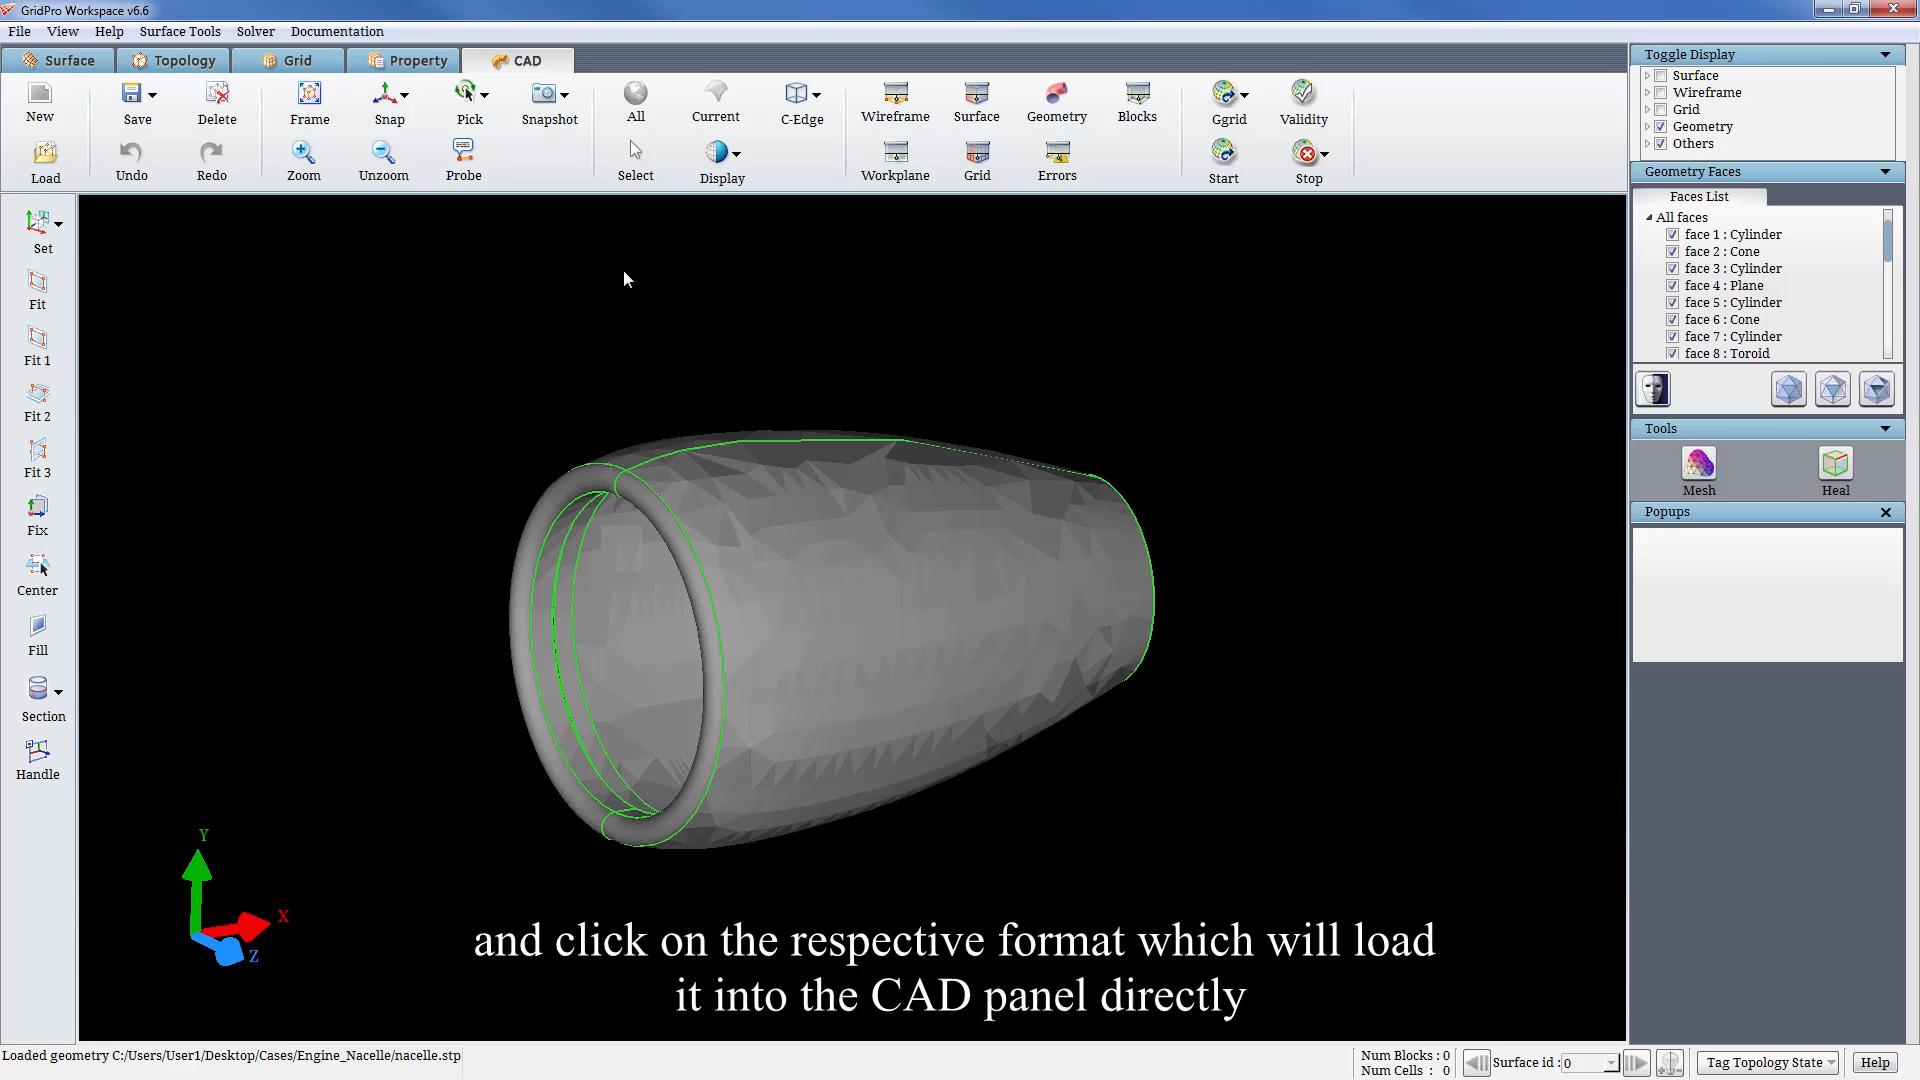 GridPro Workspace v6.6
File View Help Surface Tools Solver Documentation
Surface Topology Grid Property CAD
New Save Delete Frame Snap Pick Snapshot All Current C-Edge Wireframe Surface Geometry Blocks Ggrid Validity
Load Undo Redo Zoom Unzoom Probe Select Display Workplane Grid Errors Start Stop
Set
Fit
Fit 1
Fit 2
Fit 3
Fix
Center
Fill
Section
Handle
Y
X
Z
and click on the respective format which will load
it into the CAD panel directly
Toggle Display
Surface
Wireframe
Grid
Geometry
Others
Geometry Faces
Faces List
All faces
face 1 : Cylinder
face 2 : Cone
face 3 : Cylinder
face 4 : Plane
face 5 : Cylinder
face 6 : Cone
face 7 : Cylinder
face 8 : Toroid
Tools
Mesh Heal
Popups
Loaded geometry C:/Users/User1/Desktop/Cases/Engine_Nacelle/nacelle.stp
Num Blocks : 0
Num Cells : 0
Surface id : 0
Tag Topology State
Help